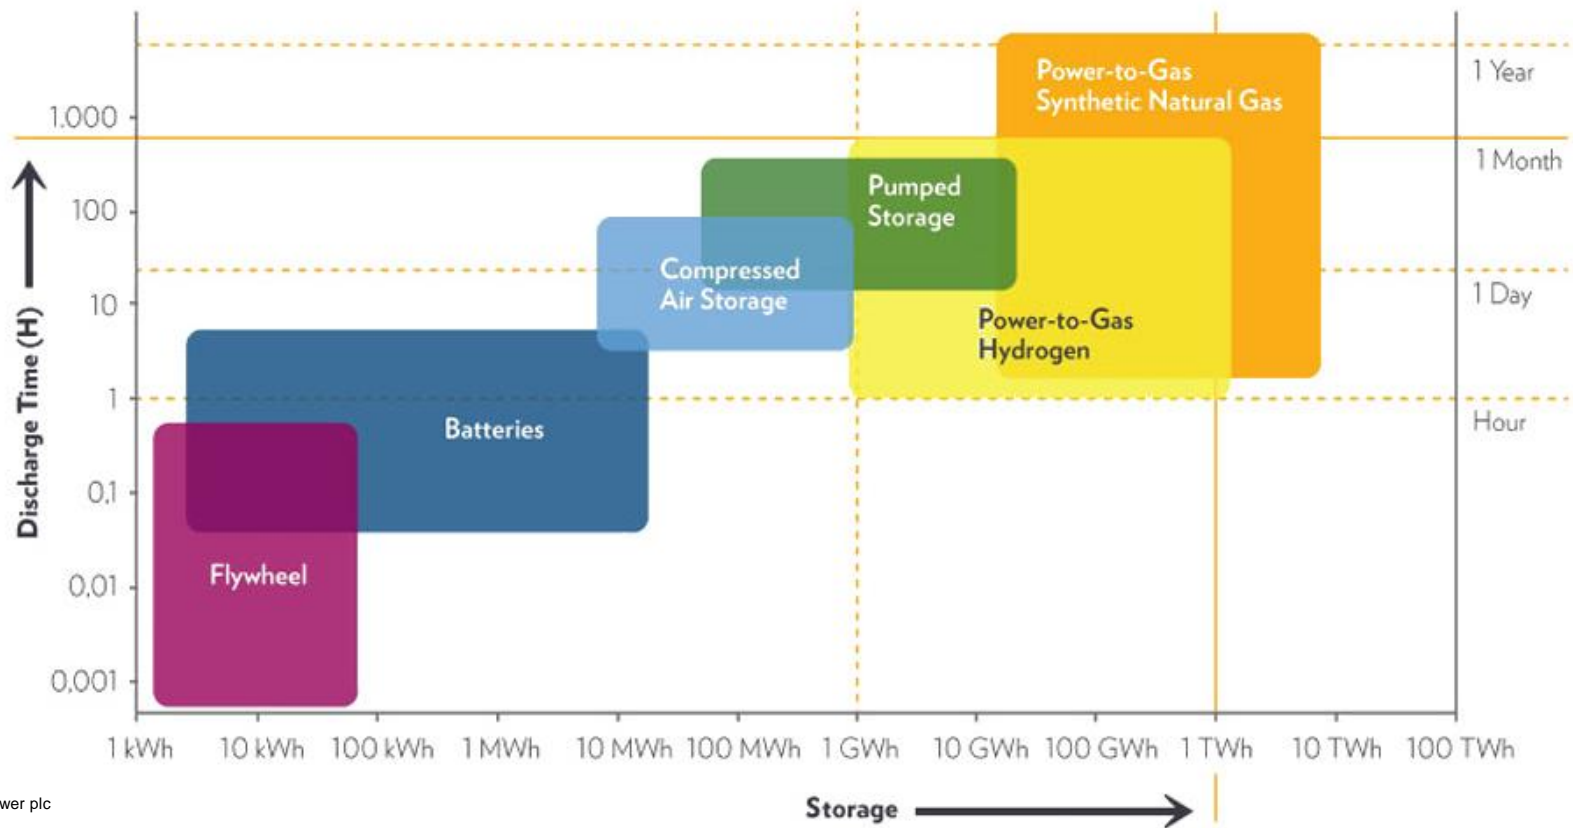 Power-to-Gas
Synthetic Natural Gas
1 Year
1.000
1 Month
Pumped
Storage
100
Compressed
Air Storage
1 Day
10
Power-to-Gas
Hydrogen
1
Hour
Batteries
0,1
Flywheel
0,01
0,001
Discharge Time (H)
1 kWh 10 kWh 100 kWh 1 MWh 10 MWh 100 MWh 1 GWh 10 GWh 100 GWh 1 TWh 10 TWh 100 TWh
Storage
wer plc